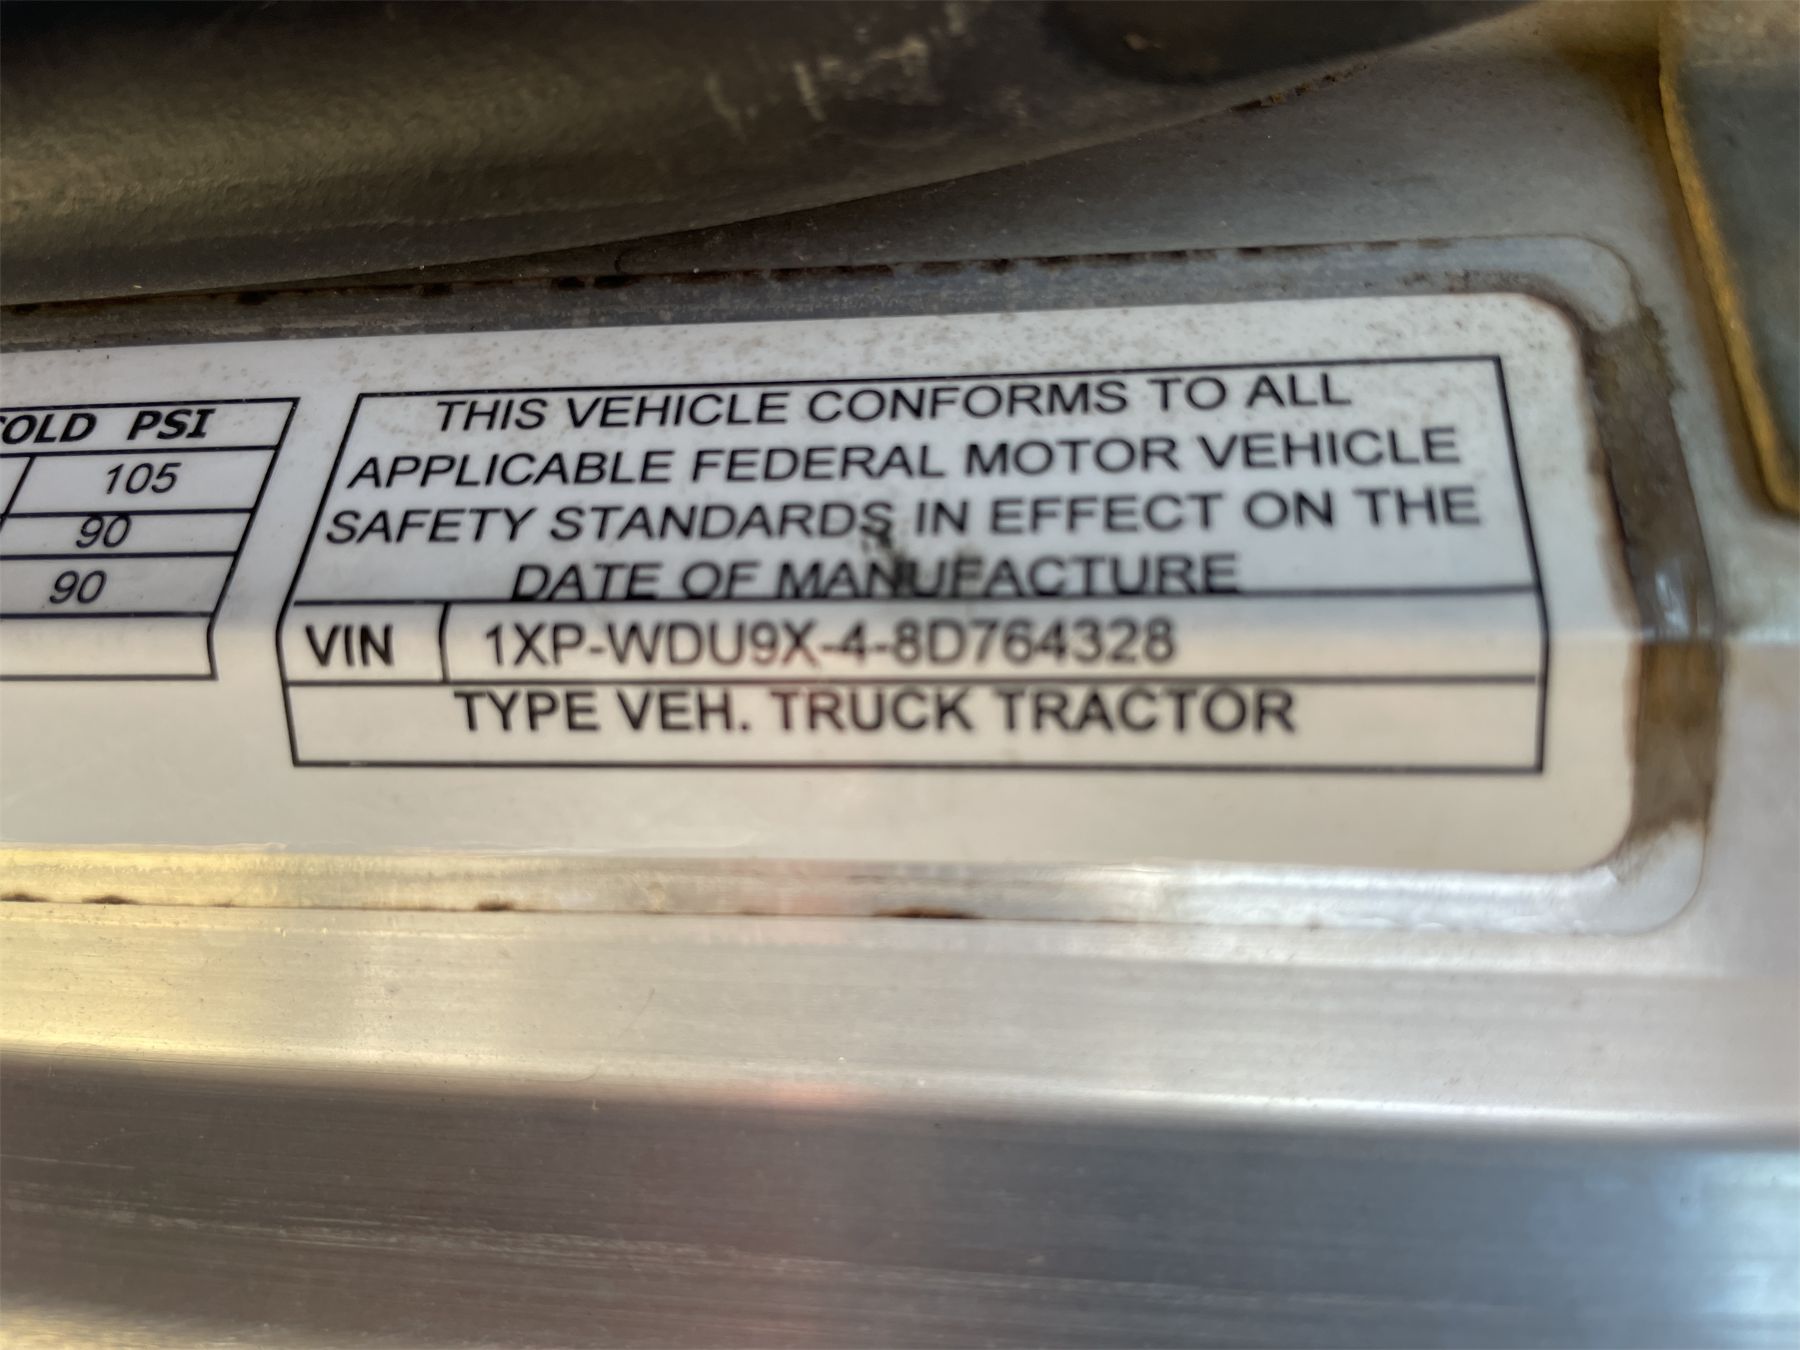 COLD PSI
105
90
90
THIS VEHICLE CONFORMS TO ALL
APPLICABLE FEDERAL MOTOR VEHICLE
SAFETY STANDARDS IN EFFECT ON THE
DATE OF MANUFACTURE
VIN 1XP-WDU9X-4-8D764328
TYPE VEH. TRUCK TRACTOR